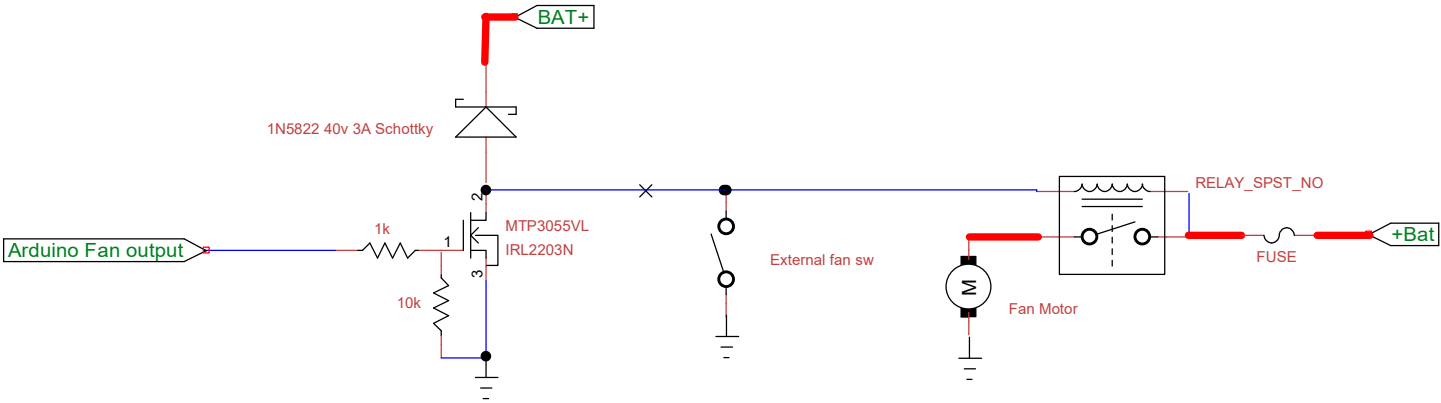 BAT+
1N5822 40v 3A Schottky
2
RELAY_SPST_NO
1k
1
MTP3055VL
IRL2203N
+Bat
Arduino Fan output
3
External fan sw
FUSE
10k
M
Fan Motor